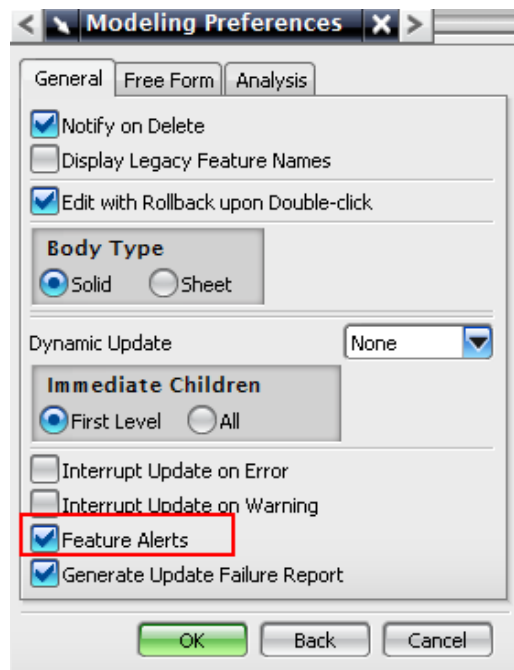 Modeling Preferences
General Free Form Analysis
Notify on Delete
Display Legacy Feature Names
Edit with Rollback upon Double-click
Body Type
Solid Sheet
Dynamic Update None
Immediate Children
First Level All
Interrupt Update on Error
Interrupt Update on Warning
Feature Alerts
Generate Update Failure Report
OK Back Cancel